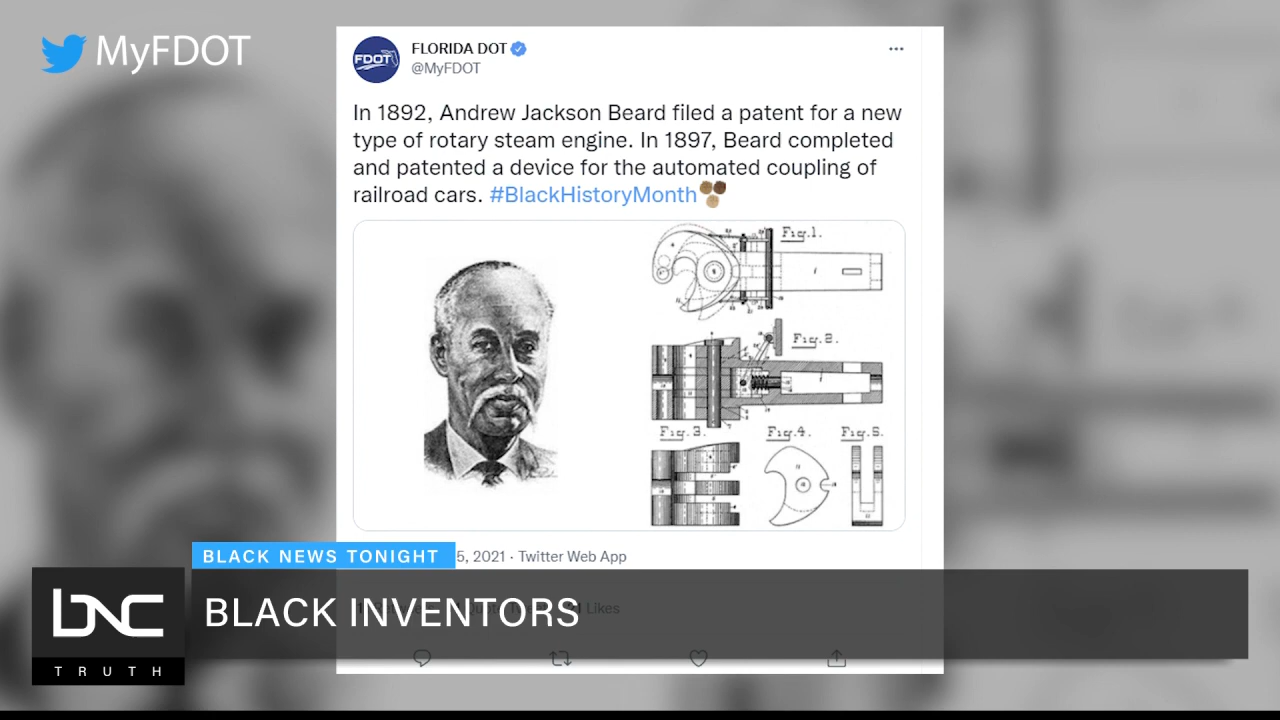 MyFDOT
FLORIDA DOT
@MyFDOT
In 1892, Andrew Jackson Beard filed a patent for a new
type of rotary steam engine. In 1897, Beard completed
and patented a device for the automated coupling of
railroad cars. #BlackHistoryMonth
Fig.1.
Fig.2.
Fig.3.
Fig.4.
Fig.5.
BLACK NEWS TONIGHT
5, 2021 · Twitter Web App
BNC
BLACK INVENTORS
Likes
TRUTH